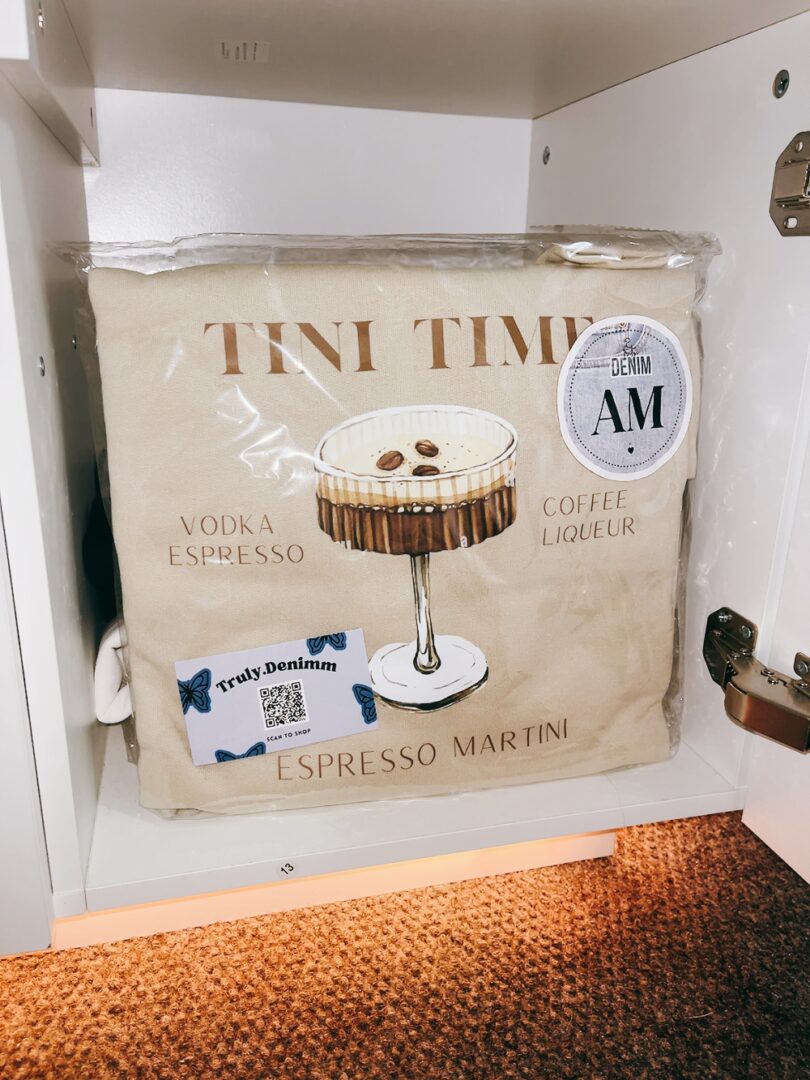 TINI TIME
DENIM
AM
VODKA
ESPRESSO
COFFEE
LIQUEUR
Truly.Denimm
SCAN TO SHOP
ESPRESSO MARTINI
13